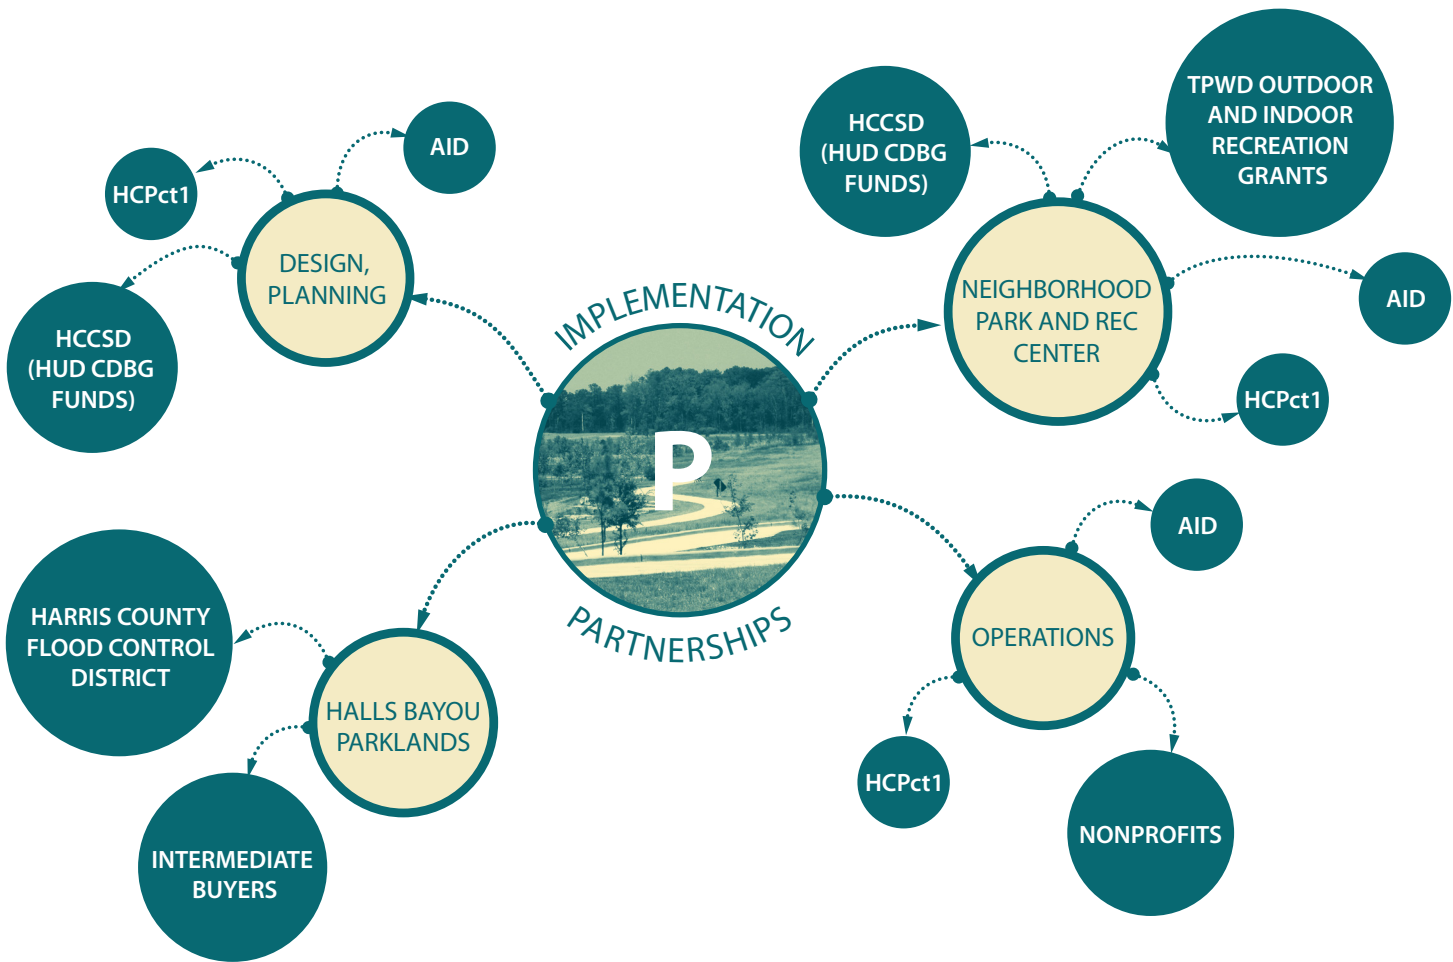 IMPLEMENTATION
P
PARTNERSHIPS
DESIGN,
PLANNING
AID
HCPct1
HCCSD
(HUD CDBG
FUNDS)
NEIGHBORHOOD
PARK AND REC
CENTER
HCCSD
(HUD CDBG
FUNDS)
TPWD OUTDOOR
AND INDOOR
RECREATION
GRANTS
AID
HCPct1
OPERATIONS
AID
HCPct1
NONPROFITS
HALLS BAYOU
PARKLANDS
HARRIS COUNTY
FLOOD CONTROL
DISTRICT
INTERMEDIATE
BUYERS